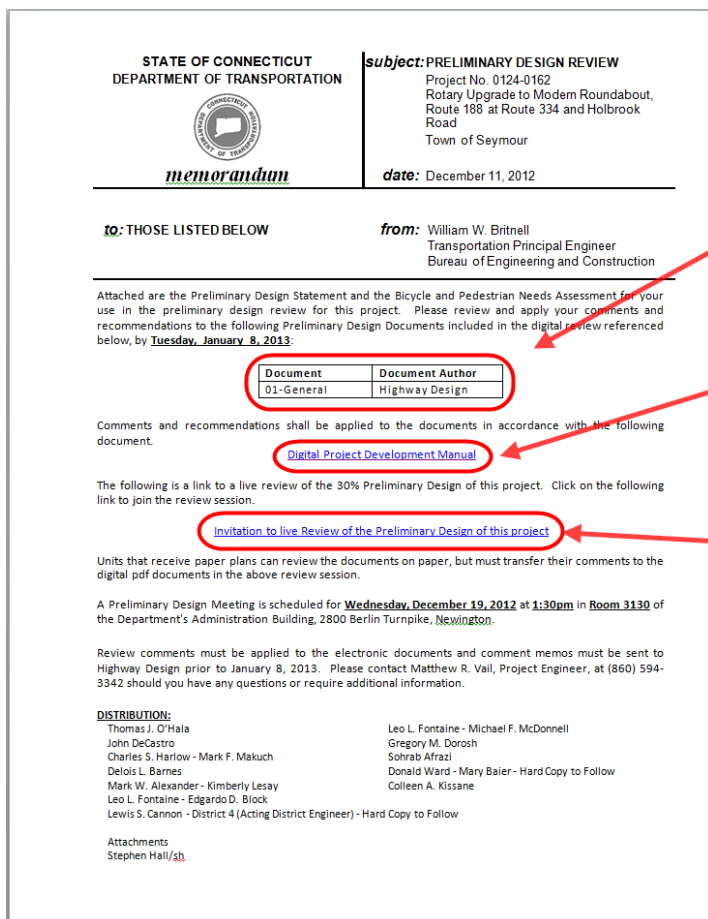 STATE OF CONNECTICUT
DEPARTMENT OF TRANSPORTATION
CONNECTICUT
DEPARTMENT OF TRANSPORTATION
memorandum
subject: PRELIMINARY DESIGN REVIEW
Project No. 0124-0162
Rotary Upgrade to Modern Roundabout,
Route 188 at Route 334 and Holbrook
Road
Town of Seymour
date: December 11, 2012
to: THOSE LISTED BELOW
from: William W. Britnell
Transportation Principal Engineer
Bureau of Engineering and Construction
Attached are the Preliminary Design Statement and the Bicycle and Pedestrian Needs Assessment for your
use in the preliminary design review for this project. Please review and apply your comments and
recommendations to the following Preliminary Design Documents included in the digital review referenced
below, by Tuesday, January 8, 2013:
Document Document Author
01-General Highway Design
Comments and recommendations shall be applied to the documents in accordance with the following
document.
Digital Project Development Manual
The following is a link to a live review of the 30% Preliminary Design of this project. Click on the following
link to join the review session.
Invitation to live Review of the Preliminary Design of this project
Units that receive paper plans can review the documents on paper, but must transfer their comments to the
digital pdf documents in the above review session.
A Preliminary Design Meeting is scheduled for Wednesday, December 19, 2012 at 1:30pm in Room 3130 of
the Department's Administration Building, 2800 Berlin Turnpike, Newington.
Review comments must be applied to the electronic documents and comment memos must be sent to
Highway Design prior to January 8, 2013. Please contact Matthew R. Vail, Project Engineer, at (860) 594-
3342 should you have any questions or require additional information.
DISTRIBUTION:
Thomas J. O'Hala
John DeCastro
Charles S. Harlow - Mark F. Makuch
Delois L. Barnes
Mark W. Alexander - Kimberly Lesay
Leo L. Fontaine - Edgardo D. Block
Leo L. Fontaine - Michael F. McDonnell
Gregory M. Dorosh
Sohrab Afrazi
Donald Ward - Mary Baier - Hard Copy to Follow
Colleen A. Kissane
Lewis S. Cannon - District 4 (Acting District Engineer) - Hard Copy to Follow
Attachments
Stephen Hall/sh